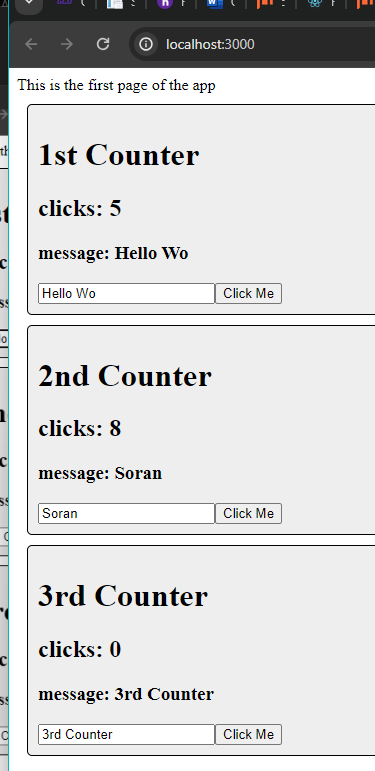 localhost:3000
This is the first page of the app
1st Counter
clicks: 5
message: Hello Wo
Hello Wo Click Me
2nd Counter
clicks: 8
message: Soran
Soran Click Me
3rd Counter
clicks: 0
message: 3rd Counter
3rd Counter Click Me